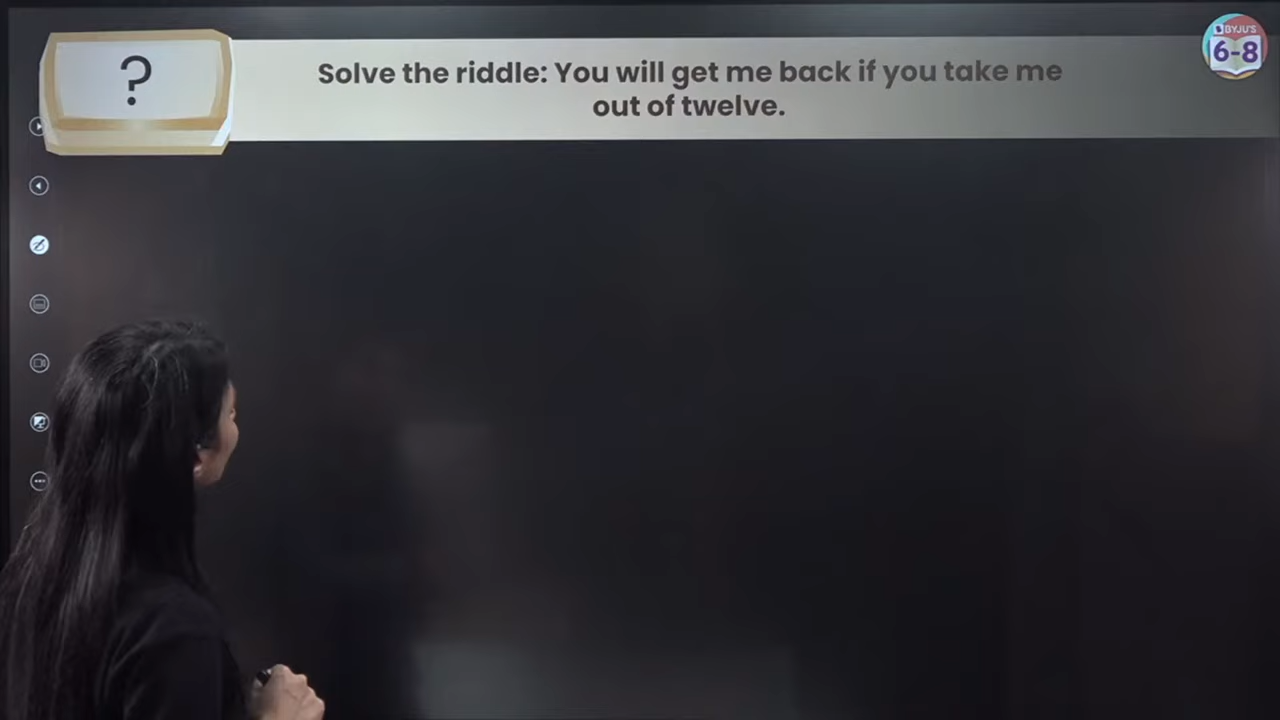 ?
Solve the riddle: You will get me back if you take me
out of twelve.
BYJU'S
6-8